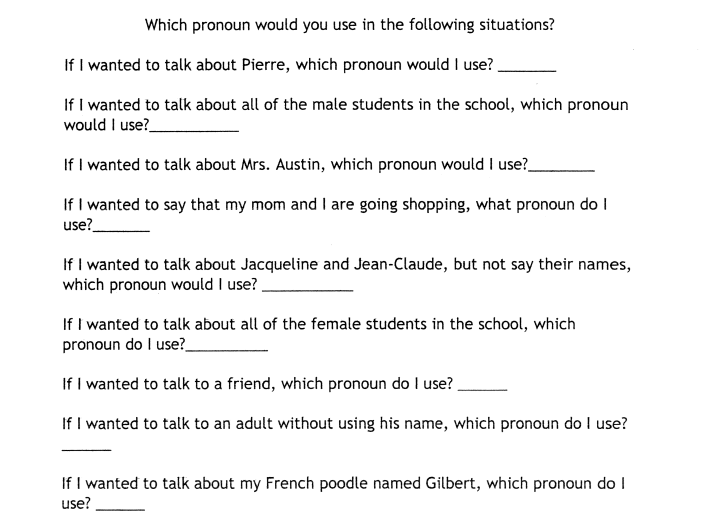 Which pronoun would you use in the following situations?
If I wanted to talk about Pierre, which pronoun would I use? _______
If I wanted to talk about all of the male students in the school, which pronoun
would I use?___________
If I wanted to talk about Mrs. Austin, which pronoun would I use?________
If I wanted to say that my mom and I are going shopping, what pronoun do I
use?_______
If I wanted to talk about Jacqueline and Jean-Claude, but not say their names,
which pronoun would I use? ___________
If I wanted to talk about all of the female students in the school, which
pronoun do I use?__________
If I wanted to talk to a friend, which pronoun do I use? ______
If I wanted to talk to an adult without using his name, which pronoun do I use?
______
If I wanted to talk about my French poodle named Gilbert, which pronoun do I
use? ______